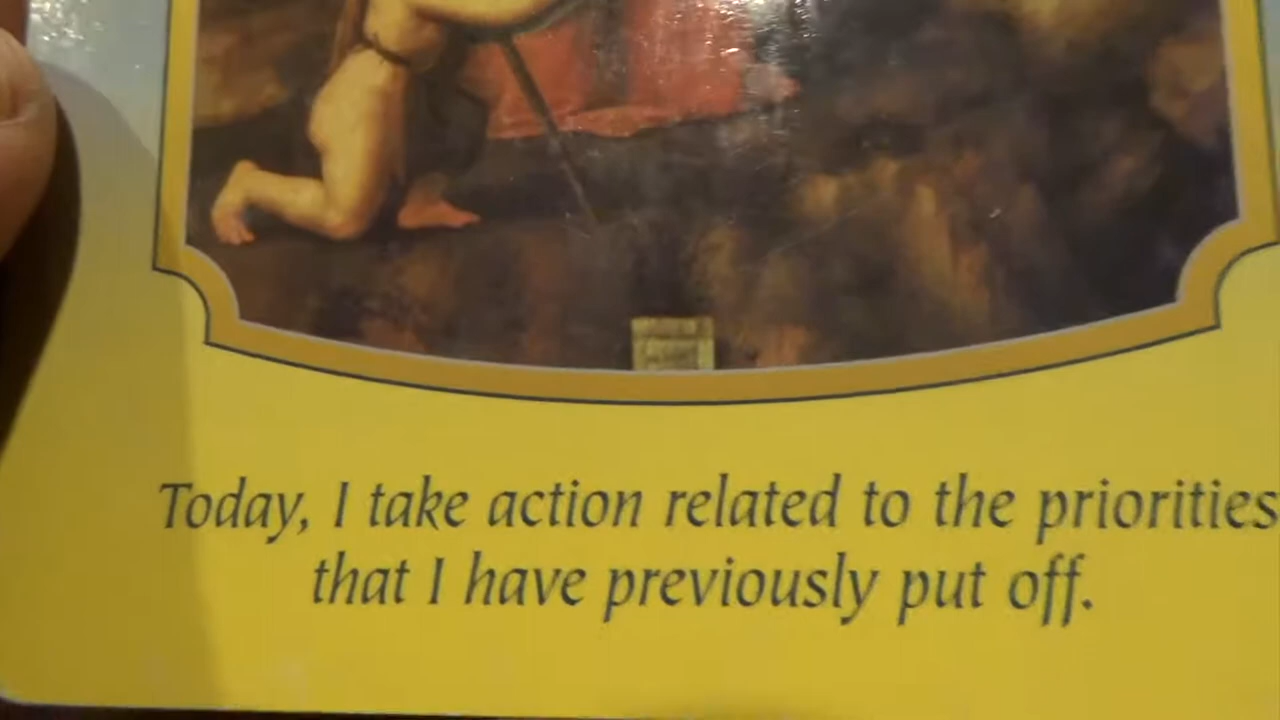 Today, I take action related to the priorities
that I have previously put off.